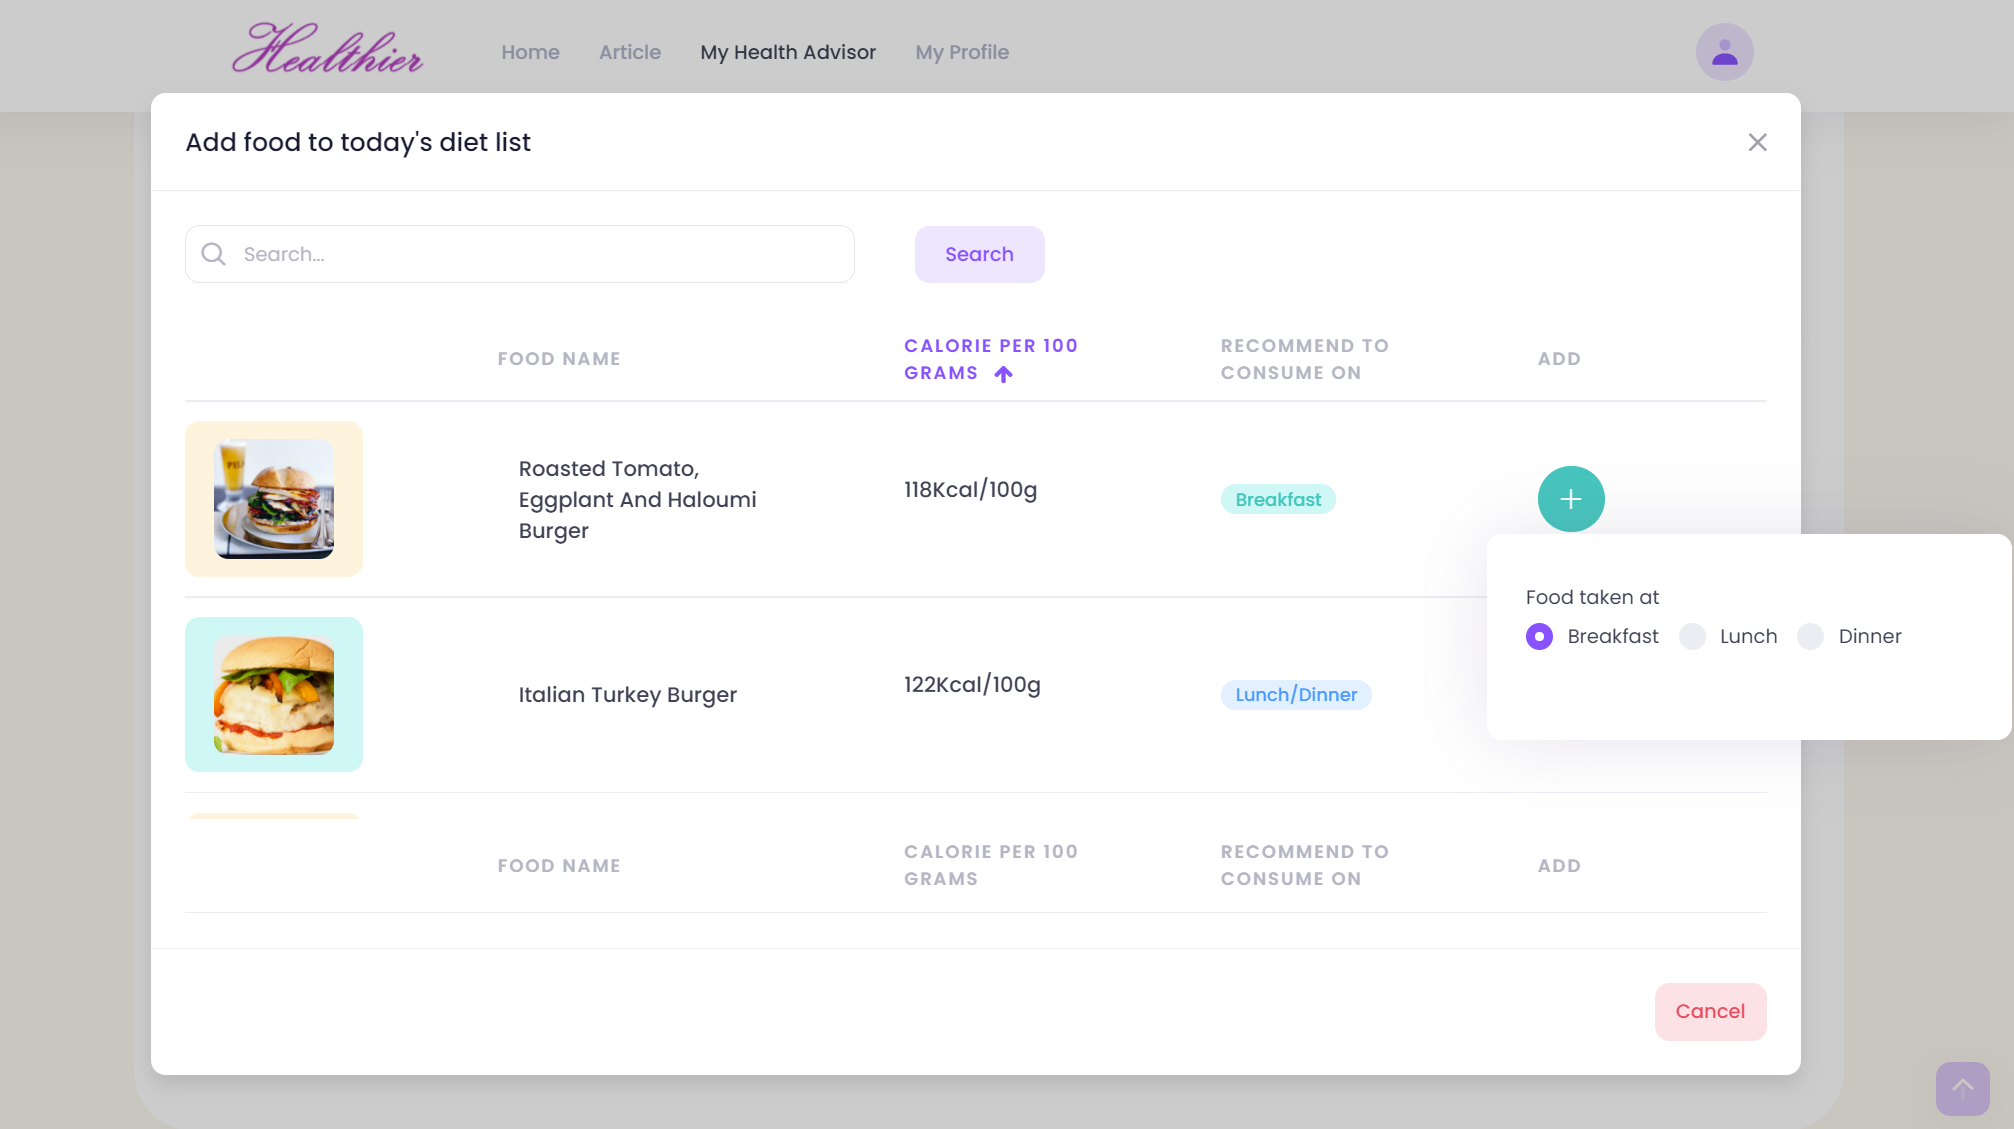 Healthier
Home Article My Health Advisor My Profile
Add food to today's diet list
Search...
Search
FOOD NAME
CALORIE PER 100
GRAMS
RECOMMEND TO
CONSUME ON
ADD
Roasted Tomato,
Eggplant And Haloumi
Burger
118Kcal/100g
Breakfast
Food taken at
Breakfast Lunch Dinner
Italian Turkey Burger
122Kcal/100g
Lunch/Dinner
FOOD NAME
CALORIE PER 100
GRAMS
RECOMMEND TO
CONSUME ON
ADD
Cancel